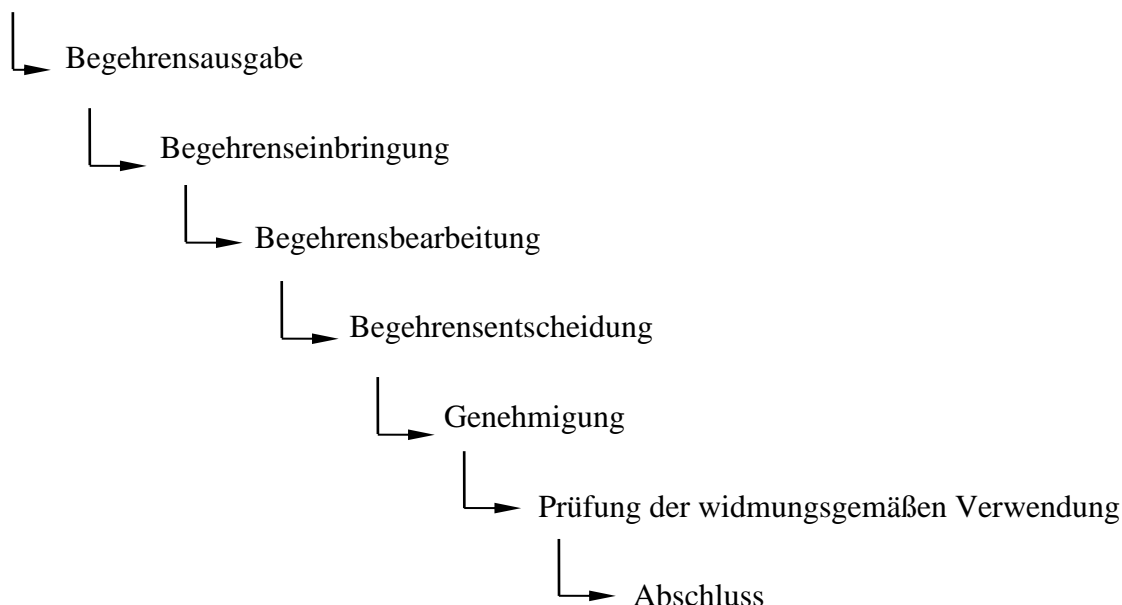 Begehrensausgabe
Begehrenseinbringung
Begehrensbearbeitung
Begehrensentscheidung
Genehmigung
Prüfung der widmungsgemäßen Verwendung
Abschluss